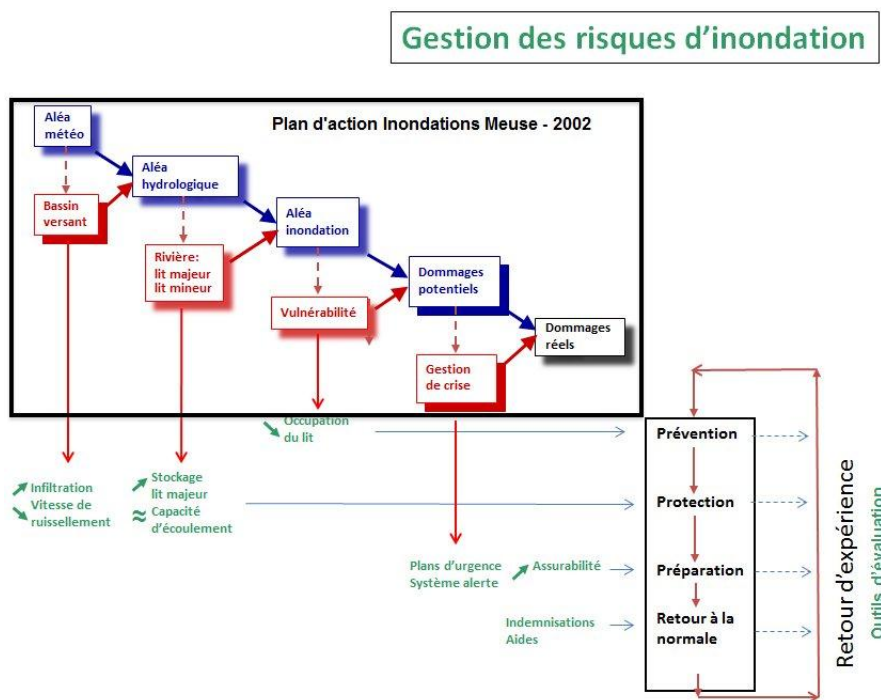 Gestion des risques d'inondation
Plan d'action Inondations Meuse - 2002
Aléa
météo
Aléa
hydrologique
Bassin
versant
Aléa
inondation
Rivière:
lit majeur
lit mineur
Dommages
potentiels
Vulnérabilité
Dommages
réels
Gestion
de crise
Occupation
du lit
Prévention
Infiltration
Vitesse de
ruissellement
Stockage
lit majeur
≈ Capacité
d'écoulement
Protection
Plans d'urgence
Système alerte
Assurabilité
Préparation
Indemnisations
Aides
Retour à la
normale
Retour d'expérience
Outils d'évaluation